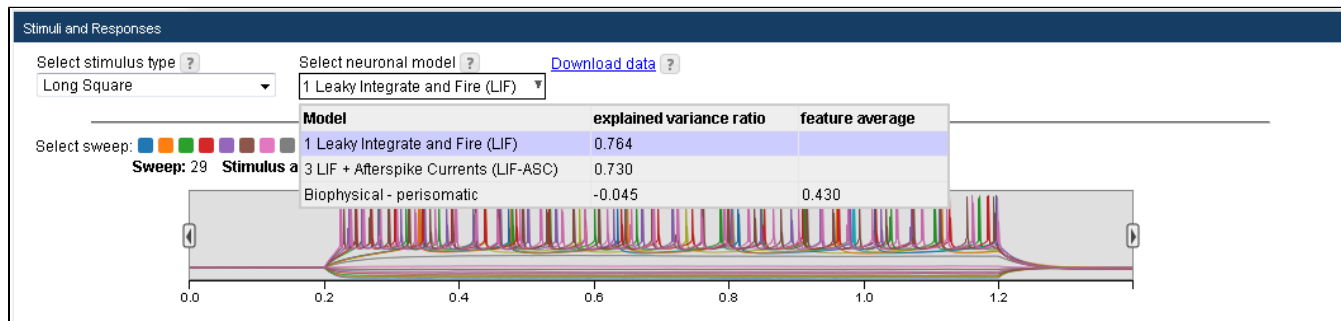 Stimuli and Responses
Select stimulus type ? Select neuronal model ? Download data ?
Long Square 1 Leaky Integrate and Fire (LIF)
Model explained variance ratio feature average
Select sweep: 1 Leaky Integrate and Fire (LIF) 0.764
Sweep: 29 Stimulus a 3 LIF + Afterspike Currents (LIF-ASC) 0.730
Biophysical - perisomatic -0.045 0.430
0.0 0.2 0.4 0.6 0.8 1.0 1.2